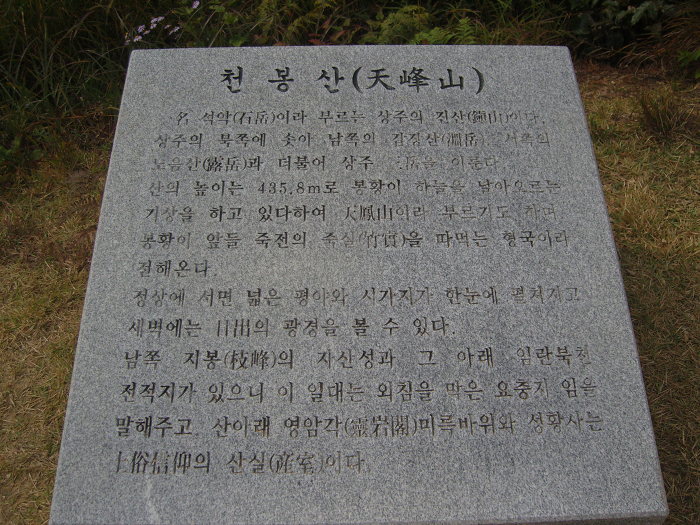 천봉산(天峰山)
名 석악(石岳)이라 부르는 상주의 진산(鎭山)이다.
상주의 북쪽에 솟아 남쪽의 갑장산(淵岳), 서쪽의
노음산(露岳)과 더불어 상주 三岳을 이룬다
산의 높이는 435.8m로 봉황이 하늘을 날아오르는
기상을 하고 있다하여 天鳳山이라 부르기도 하며
봉황이 앞들 죽전의 죽실(竹實)을 따먹는 형국이라
전해온다.
정상에 서면 넓은 평야와 시가지가 한눈에 펼쳐지고
새벽에는 日出의 광경을 볼 수 있다.
남쪽 지봉(枝峰)의 자산성과 그 아래 임란북천
전적지가 있으니 이 일대는 외침을 막은 요충지 임을
말해주고, 산아래 영암각(靈岩閣)미륵바위와 성황사는
土俗信仰의 산실(産室)이다.